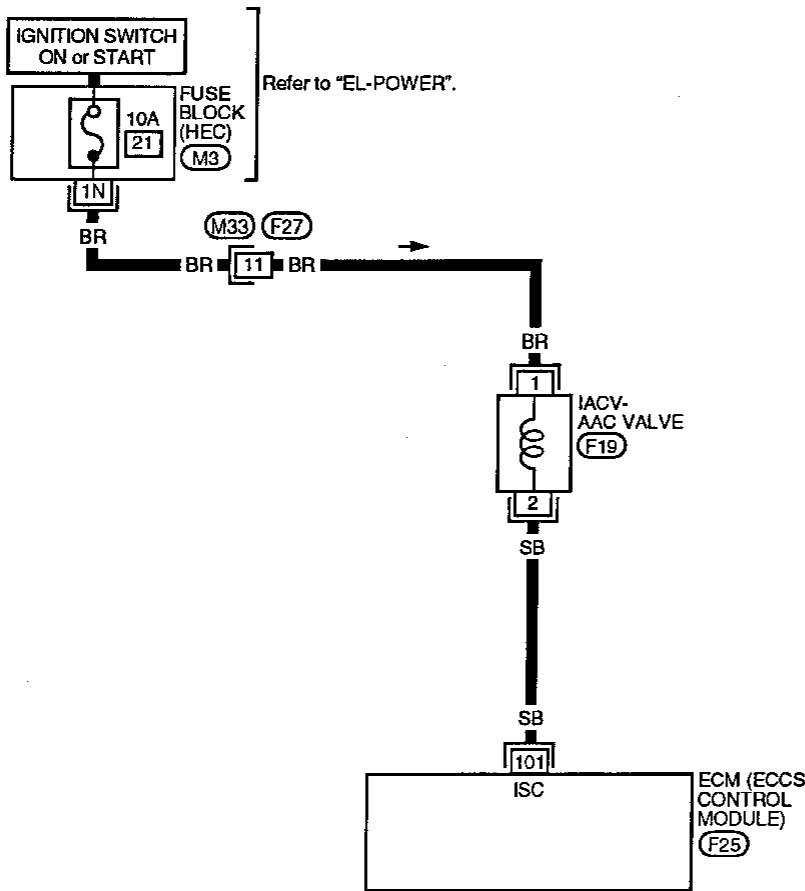 IGNITION SWITCH
ON or START
Refer to "EL-POWER".
FUSE
BLOCK
(HEC)
M3
10A
21
1N
BR
M33 F27
BR 11 BR
BR
1
IACV-
AAC VALVE
F19
2
SB
SB
101
ISC
ECM (ECCS
CONTROL
MODULE)
F25